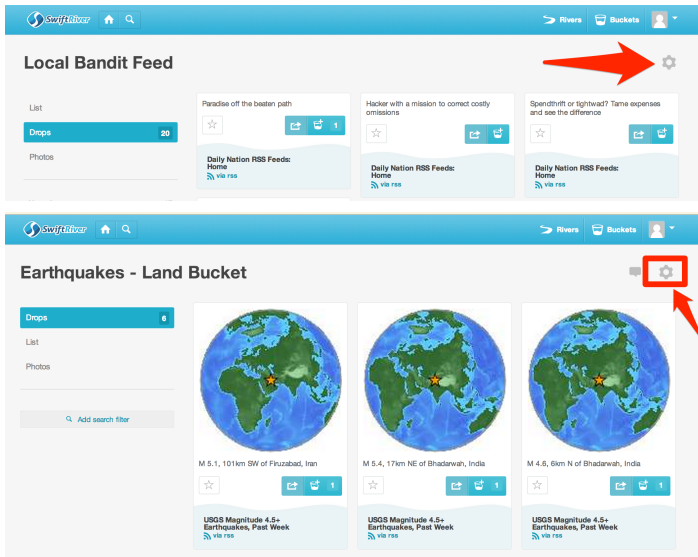 SwiftRiver
Rivers
Buckets
Local Bandit Feed
List
Drops 20
Photos
Paradise off the beaten path
1
Daily Nation RSS Feeds:
Home
via rss
Hacker with a mission to correct costly
omissions
Daily Nation RSS Feeds:
Home
via rss
Spendthrift or tightwad? Tame expenses
and see the difference
Daily Nation RSS Feeds:
Home
via rss
SwiftRiver
Rivers
Buckets
Earthquakes - Land Bucket
Drops 6
List
Photos
Add search filter
M 5.1, 101km SW of Firuzabad, Iran
1
USGS Magnitude 4.5+
Earthquakes, Past Week
via rss
M 5.4, 17km NE of Bhadarwah, India
1
USGS Magnitude 4.5+
Earthquakes, Past Week
via rss
M 4.6, 6km N of Bhadarwah, India
1
USGS Magnitude 4.5+
Earthquakes, Past Week
via rss